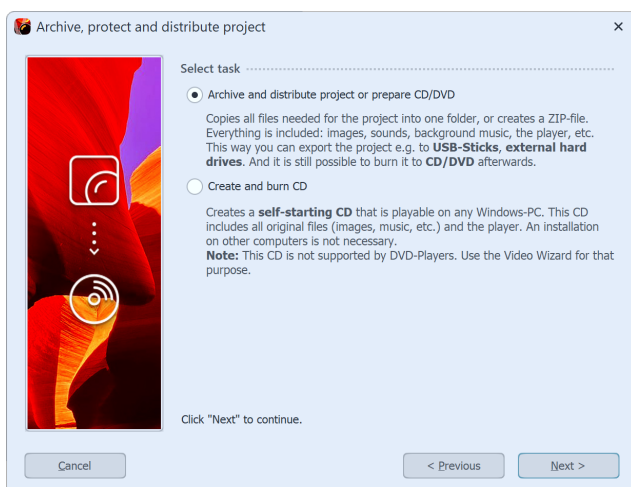 Archive, protect and distribute project
Select task
Archive and distribute project or prepare CD/DVD
Copies all files needed for the project into one folder, or creates a ZIP-file.
Everything is included: images, sounds, background music, the player, etc.
This way you can export the project e.g. to USB-Sticks, external hard
drives. And it is still possible to burn it to CD/DVD afterwards.
Create and burn CD
Creates a self-starting CD that is playable on any Windows-PC. This CD
includes all original files (images, music, etc.) and the player. An installation
on other computers is not necessary.
Note: This CD is not supported by DVD-Players. Use the Video Wizard for that
purpose.
Click "Next" to continue.
Cancel
< Previous
Next >